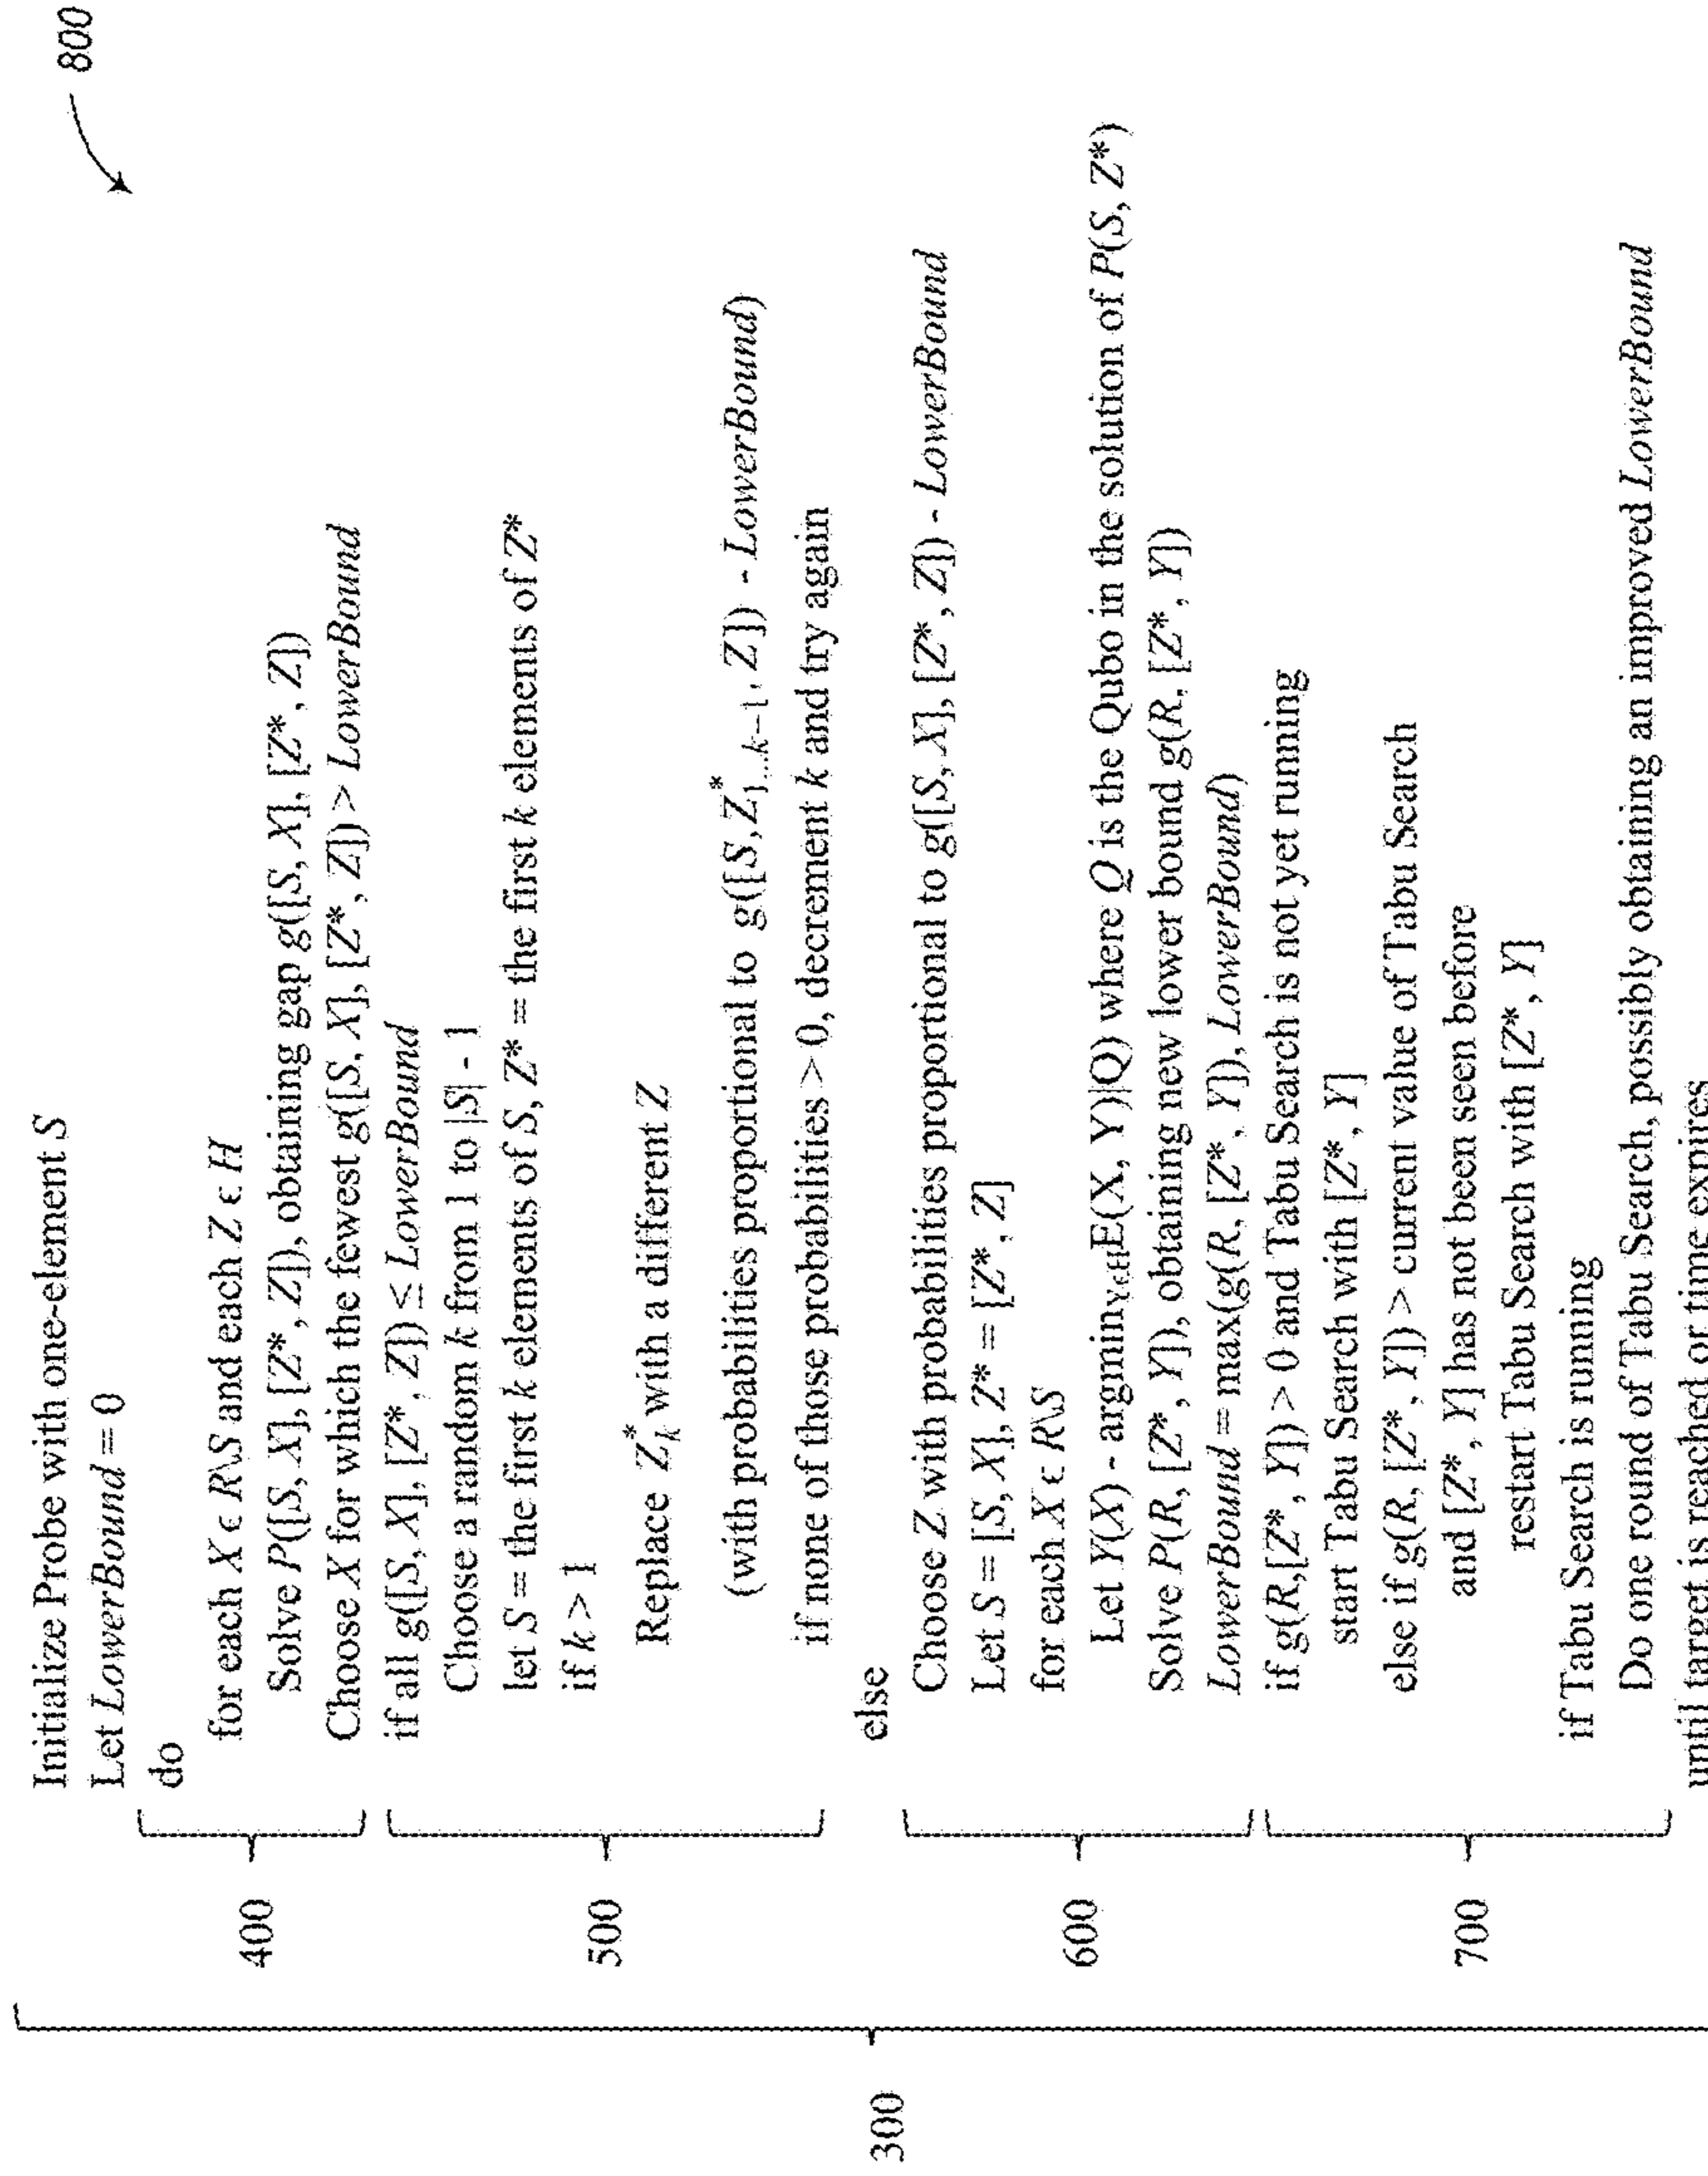 800
Initialize Probe with one-element S
Let LowerBound = 0
do
for each X ϵ R\S and each Z ϵ H
Solve P([S, X], [Z*, Z]), obtaining gap g([S, X], [Z*, Z])
Choose X for which the fewest g([S, X], [Z*, Z]) > LowerBound
if all g([S, X], [Z*, Z]) ≤ LowerBound
Choose a random k from 1 to |S| - 1
let S = the first k elements of S, Z* = the first k elements of Z*
if k > 1
Replace Z*k with a different Z
(with probabilities proportional to g([S, Z*1...k−1, Z]) - LowerBound)
if none of those probabilities > 0, decrement k and try again
else
Choose Z with probabilities proportional to g([S, X], [Z*, Z]) - LowerBound
Let S = [S, X], Z* = [Z*, Z]
for each X ϵ R\S
Let Y(X) - argminYϵHE(X, Y)|Q) where Q is the Qubo in the solution of P(S, Z*)
Solve P(R, [Z*, Y]), obtaining new lower bound g(R, [Z*, Y])
LowerBound = max(g(R, [Z*, Y]), LowerBound)
if g(R,[Z*, Y]) > 0 and Tabu Search is not yet running
start Tabu Search with [Z*, Y]
else if g(R, [Z*, Y]) > current value of Tabu Search
and [Z*, Y] has not been seen before
restart Tabu Search with [Z*, Y]
if Tabu Search is running
Do one round of Tabu Search, possibly obtaining an improved LowerBound
until target is reached or time expires
400
500
600
700
300